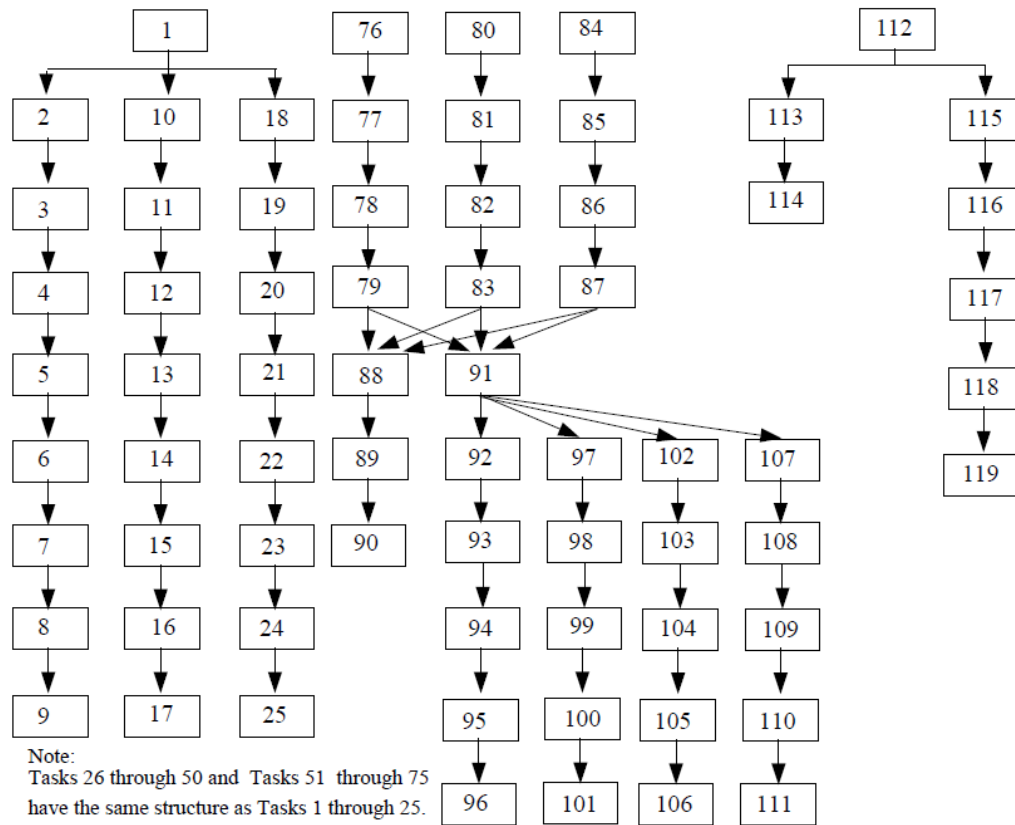 1 76 80 84 112
2 10 18 77 81 85 113 115
3 11 19 78 82 86 114 116
4 12 20 79 83 87 117
5 13 21 88 91 118
6 14 22 89 92 97 102 107 119
7 15 23 90 93 98 103 108
8 16 24 94 99 104 109
9 17 25 95 100 105 110
Note:
Tasks 26 through 50 and Tasks 51 through 75
have the same structure as Tasks 1 through 25.
96 101 106 111